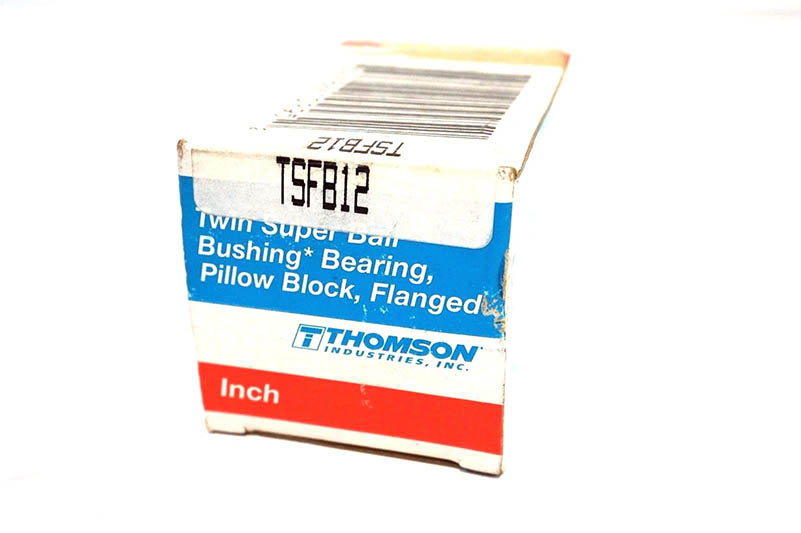 TSFB12
TSFB12
Twin Super Ball
Bushing* Bearing,
Pillow Block, Flanged
THOMSON
INDUSTRIES, INC.
Inch